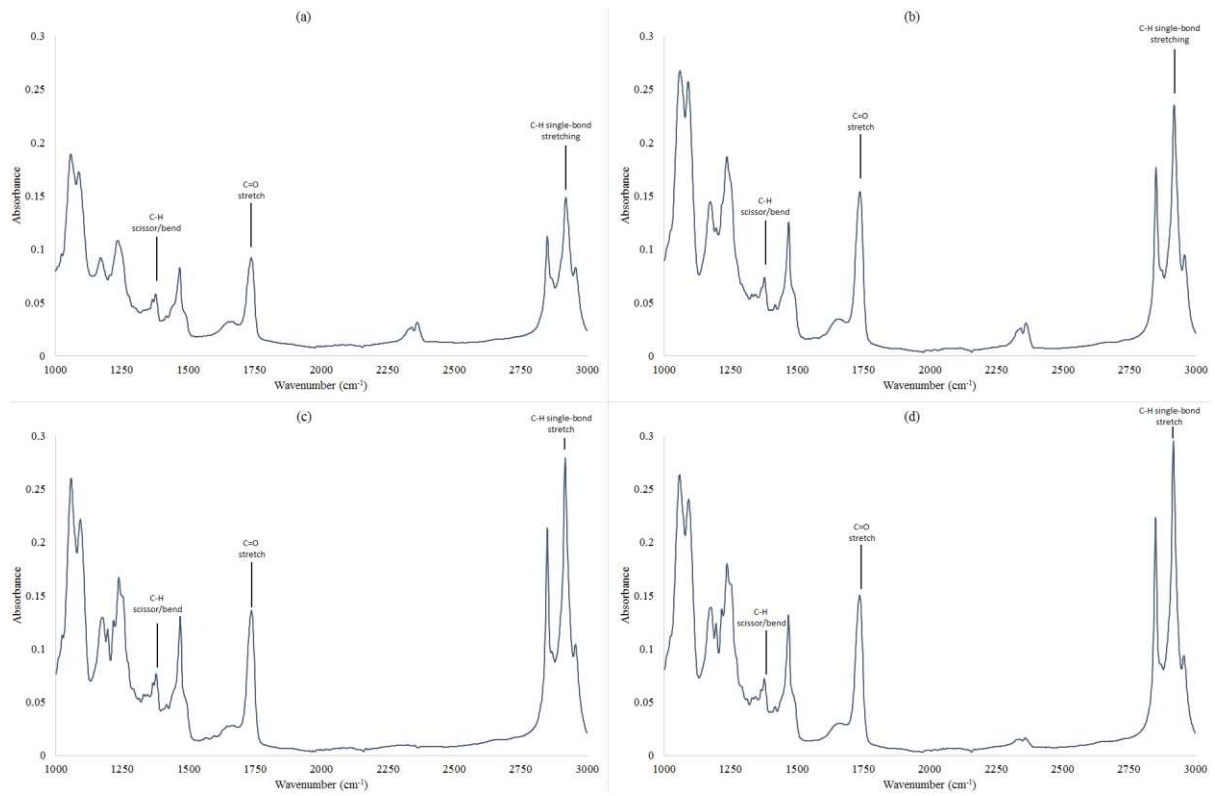 (a)
0.3
0.25
0.2
0.15
0.1
0.05
0
Absorbance
C-H
scissor/bend
C=O
stretch
C-H single-bond
stretching
1000 1250 1500 1750 2000 2250 2500 2750 3000
Wavenumber (cm-1)
(b)
0.3
0.25
0.2
0.15
0.1
0.05
0
Absorbance
C-H
scissor/bend
C=O
stretch
C-H single-bond
stretching
1000 1250 1500 1750 2000 2250 2500 2750 3000
Wavenumber (cm-1)
(c)
0.3
0.25
0.2
0.15
0.1
0.05
0
Absorbance
C-H
scissor/bend
C=O
stretch
C-H single-bond
stretch
1000 1250 1500 1750 2000 2250 2500 2750 3000
Wavenumber (cm-1)
(d)
0.3
0.25
0.2
0.15
0.1
0.05
0
Absorbance
C-H
scissor/bend
C=O
stretch
C-H single-bond
stretch
1000 1250 1500 1750 2000 2250 2500 2750 3000
Wavenumber (cm-1)